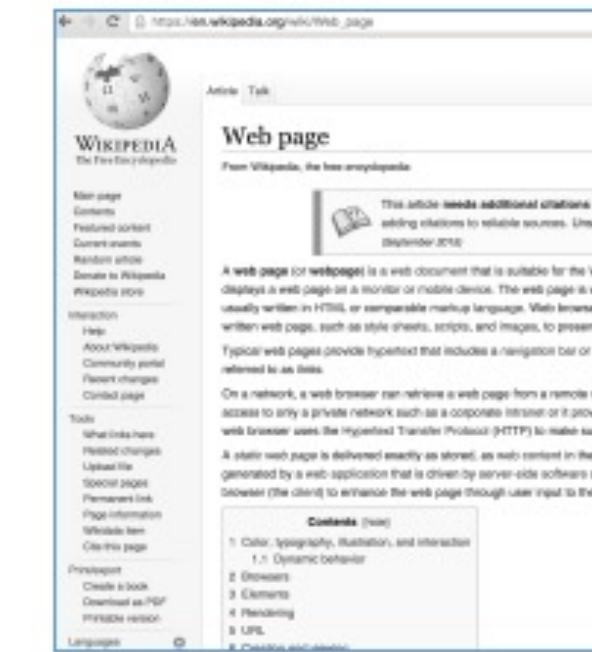 https://en.wikipedia.org/wiki/Web_page
WIKIPEDIA
The Free Encyclopedia
Main page
Contents
Featured content
Current events
Random article
Donate to Wikipedia
Wikipedia store
Interaction
Help
About Wikipedia
Community portal
Recent changes
Contact page
Tools
What links here
Related changes
Upload file
Special pages
Permanent link
Page information
Wikidata item
Cite this page
Print/export
Create a book
Download as PDF
Printable version
Languages
Article Talk
Web page
From Wikipedia, the free encyclopedia
This article needs additional citations
adding citations to reliable sources.
A web page (or webpage) is a web document that is suitable for the
displays a web page on a monitor or mobile device. The web page is
usually written in HTML or comparable markup language. Web
written web page, such as style sheets, scripts, and images, to present
Typical web pages provide hypertext that includes a navigation bar or
referred to as links.
On a network, a web browser can retrieve a web page from a remote
access to only a private network such as a corporate intranet or it
web browser uses the Hypertext Transfer Protocol (HTTP) to make
A static web page is delivered exactly as stored, as web content in the
generated by a web application that is driven by server-side software
browser (the client) to enhance the web page through user input to the
Contents [hide]
1 Color, typography, illustration, and interaction
1.1 Dynamic behavior
2 Browsers
3 Elements
4 Rendering
5 URL